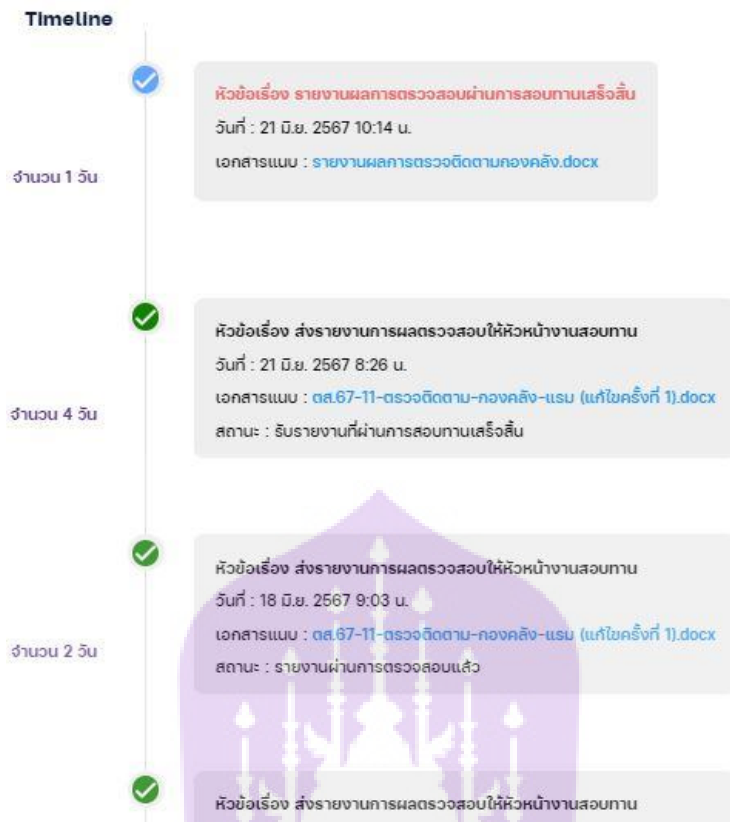 Timeline
หัวข้อเรื่อง รายงานผลการตรวจสอบผ่านการสอบทานเสร็จสิ้น
วันที่ : 21 มิ.ย. 2567 10:14 น.
เอกสารแนบ : รายงานผลการตรวจติดตามกองคลัง.docx
จำนวน 1 วัน
หัวข้อเรื่อง ส่งรายงานการผลตรวจสอบให้หัวหน้างานสอบทาน
วันที่ : 21 มิ.ย. 2567 8:26 น.
เอกสารแนบ : ตส.67-11-ตรวจติดตาม-กองคลัง-แรม (แก้ไขครั้งที่ 1).docx
จำนวน 4 วัน
สถานะ : รับรายงานที่ผ่านการสอบทานเสร็จสิ้น
หัวข้อเรื่อง ส่งรายงานการผลตรวจสอบให้หัวหน้างานสอบทาน
วันที่ : 18 มิ.ย. 2567 9:03 น.
เอกสารแนบ : ตส.67-11-ตรวจติดตาม-กองคลัง-แรม (แก้ไขครั้งที่ 1).docx
จำนวน 2 วัน
สถานะ : รายงานผ่านการตรวจสอบแล้ว
หัวข้อเรื่อง ส่งรายงานการผลตรวจสอบให้หัวหน้างานสอบทาน